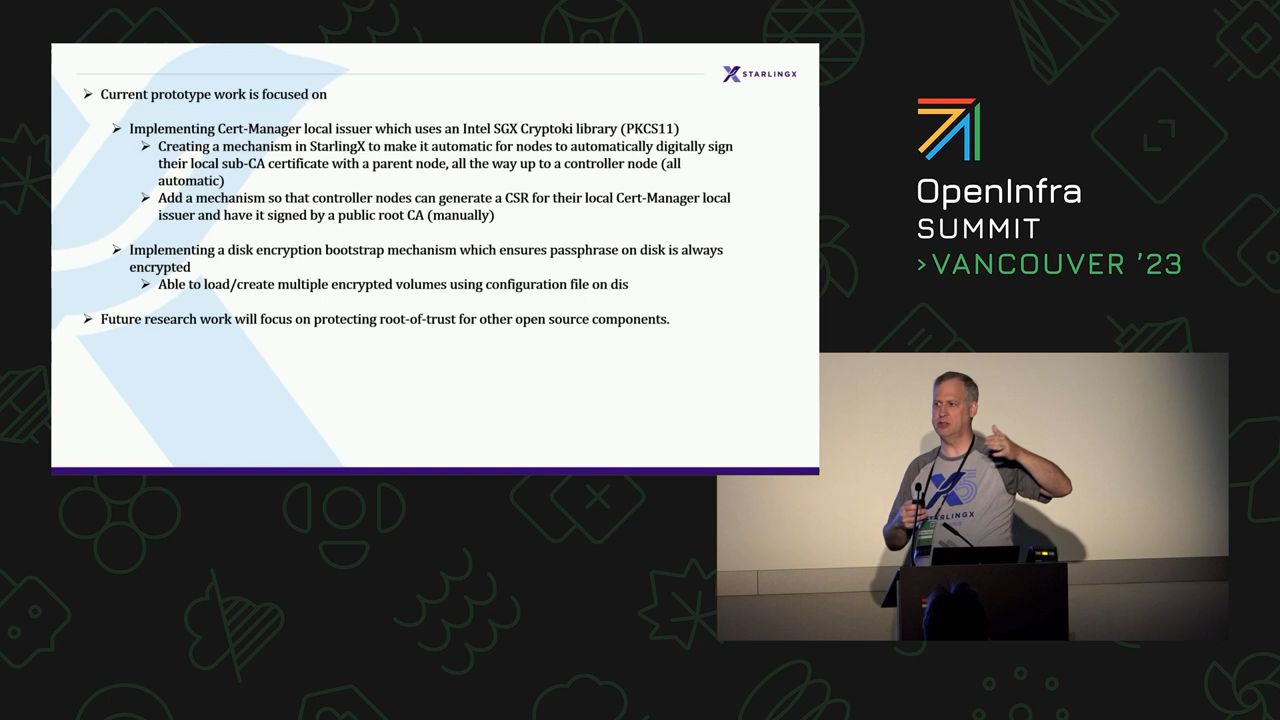 STARLINGX
Current prototype work is focused on
Implementing Cert-Manager local issuer which uses an Intel SGX Cryptoki library (PKCS11)
Creating a mechanism in StarlingX to make it automatic for nodes to automatically digitally sign
their local sub-CA certificate with a parent node, all the way up to a controller node (all
automatic)
Add a mechanism so that controller nodes can generate a CSR for their local Cert-Manager local
issuer and have it signed by a public root CA (manually)
Implementing a disk encryption bootstrap mechanism which ensures passphrase on disk is always
encrypted
Able to load/create multiple encrypted volumes using configuration file on dis
Future research work will focus on protecting root-of-trust for other open source components.
OpenInfra
SUMMIT
>VANCOUVER '23